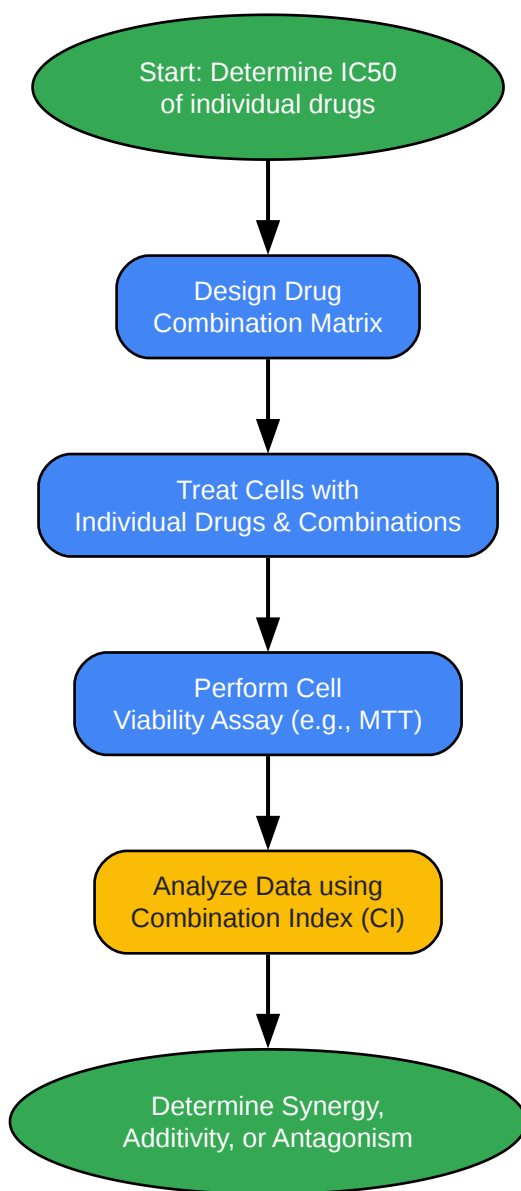 Start: Determine IC50
of individual drugs
Design Drug
Combination Matrix
Treat Cells with
Individual Drugs & Combinations
Perform Cell
Viability Assay (e.g., MTT)
Analyze Data using
Combination Index (CI)
Determine Synergy,
Additivity, or Antagonism